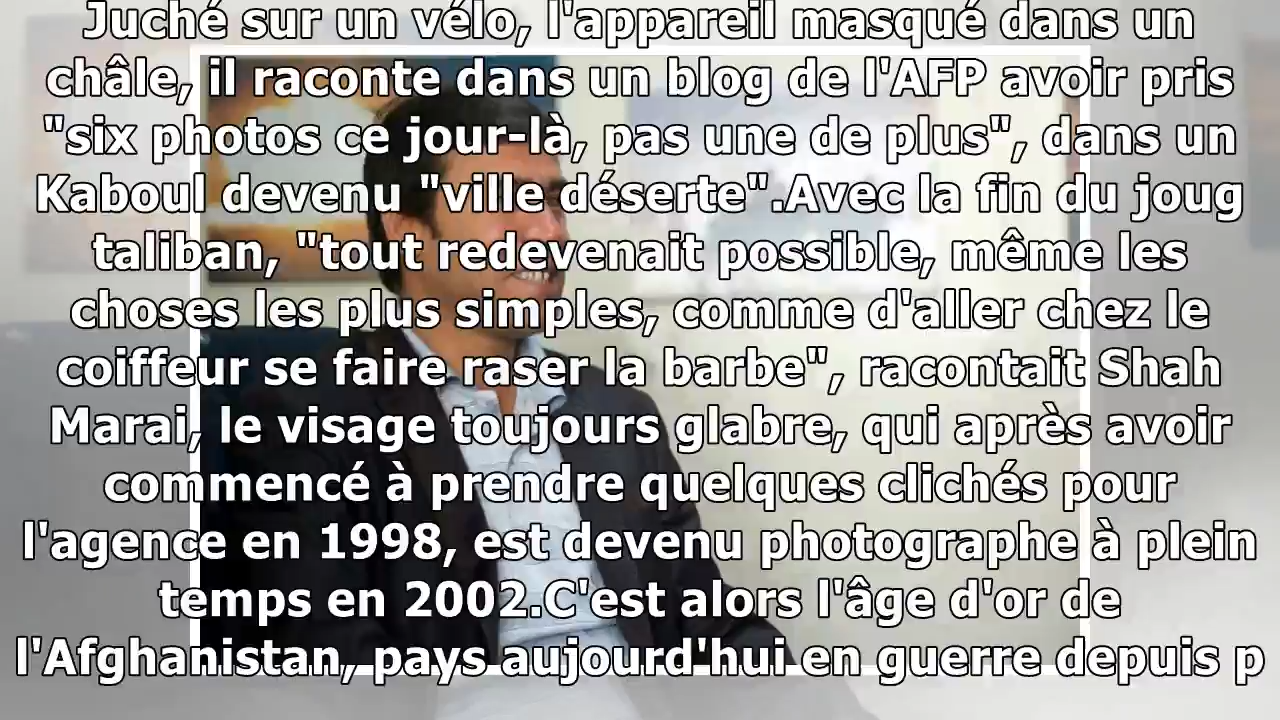 Juché sur un vélo, l'appareil masqué dans un
châle, il raconte dans un blog de l'AFP avoir pris
"six photos ce jour-là, pas une de plus", dans un
Kaboul devenu "ville déserte".Avec la fin du joug
taliban, "tout redevenait possible, même les
choses les plus simples, comme d'aller chez le
coiffeur se faire raser la barbe", racontait Shah
Marai, le visage toujours glabre, qui après avoir
commencé à prendre quelques clichés pour
l'agence en 1998, est devenu photographe à plein
temps en 2002.C'est alors l'âge d'or de
l'Afghanistan, pays aujourd'hui en guerre depuis p